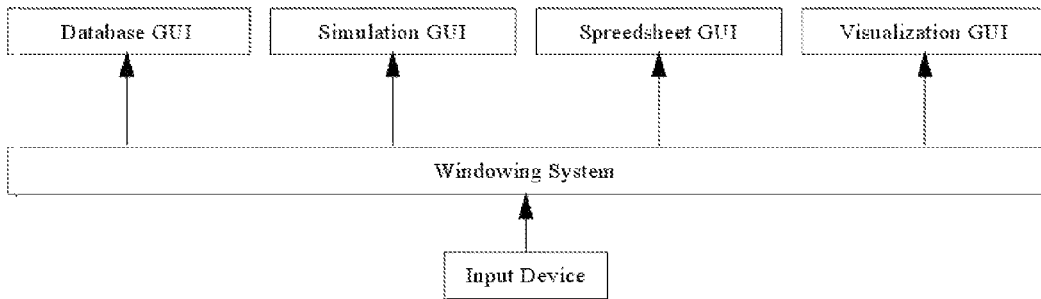 Database GUI
Simulation GUI
Spreedsheet GUI
Visualization GUI
Windowing System
Input Device